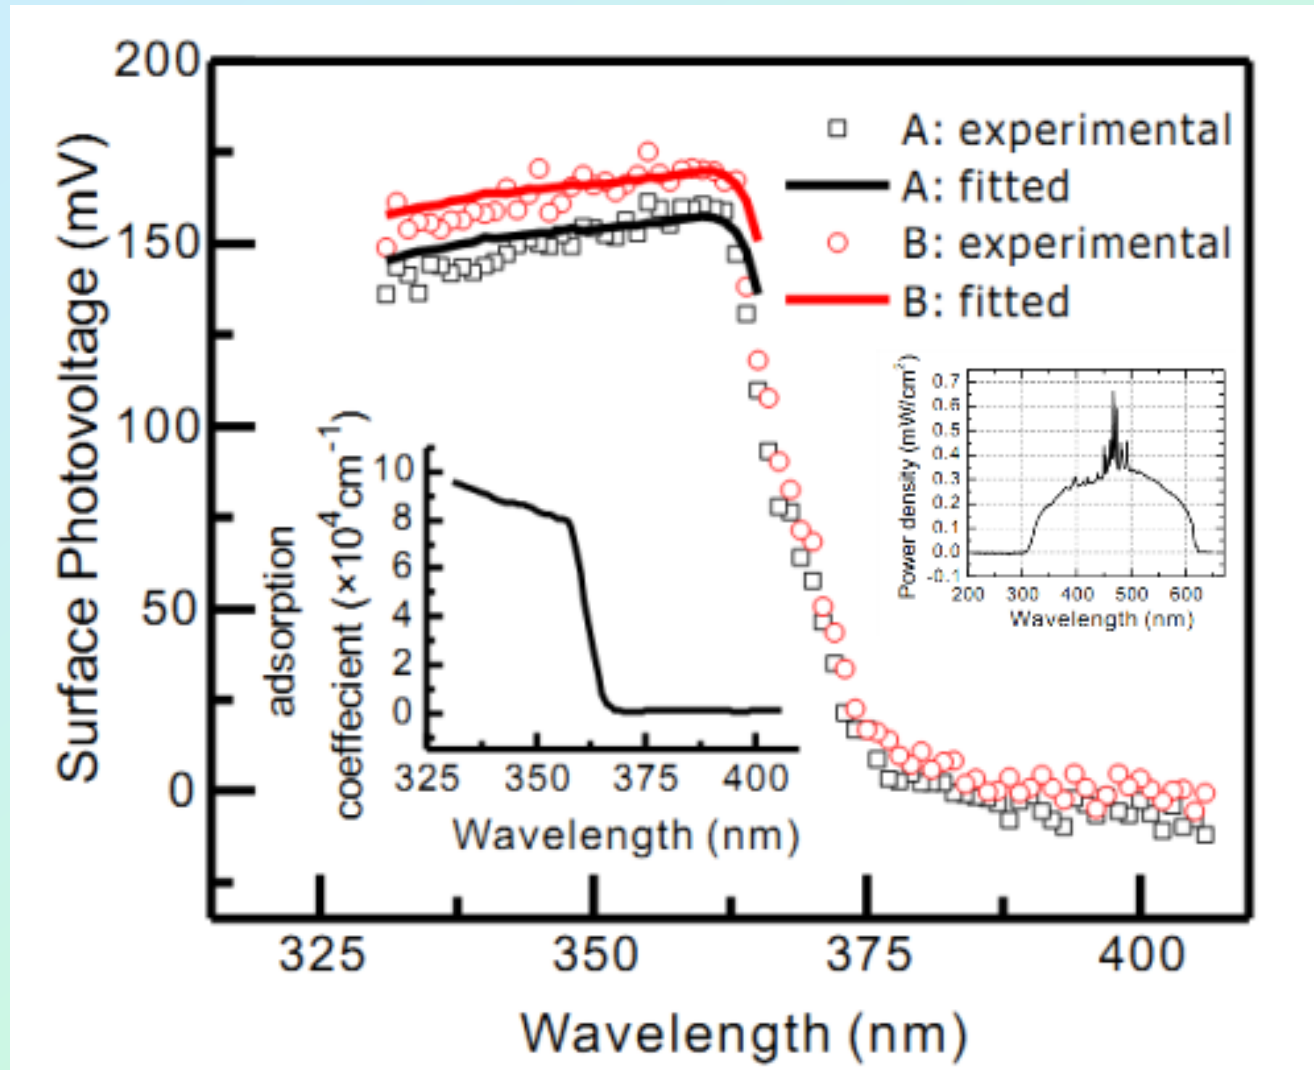 Surface Photovoltage (mV)
200
150
100
50
0
325 350 375 400
Wavelength (nm)
A: experimental
A: fitted
B: experimental
B: fitted
adsorption
coeffecient (×10⁴cm⁻¹)
10
8
6
4
2
0
325 350 375 400
Wavelength (nm)
Power density (mW/cm²)
0.7
0.6
0.5
0.4
0.3
0.2
0.1
0.0
-0.1
200 300 400 500 600
Wavelength (nm)